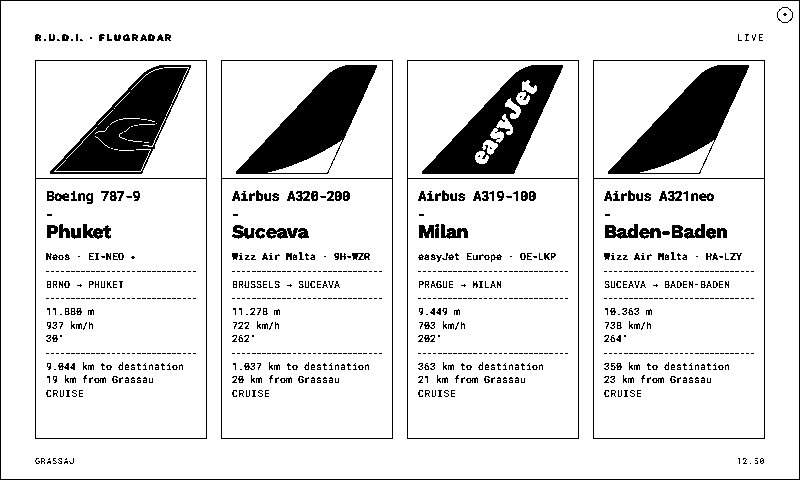 R.U.D.I. · FLUGRADAR
LIVE
Boeing 787-9
-
Phuket
Neos · EI-NEO ✦
BRNO → PHUKET
11.880 m
937 km/h
30°
9.044 km to destination
19 km from Grassau
CRUISE
Airbus A320-200
-
Suceava
Wizz Air Malta · 9H-WZR
BRUSSELS → SUCEAVA
11.278 m
722 km/h
262°
1.037 km to destination
20 km from Grassau
CRUISE
easyJet
Airbus A319-100
-
Milan
easyJet Europe · OE-LKP
PRAGUE → MILAN
9.449 m
703 km/h
202°
363 km to destination
21 km from Grassau
CRUISE
Airbus A321neo
-
Baden-Baden
Wizz Air Malta · HA-LZY
SUCEAVA → BADEN-BADEN
10.363 m
738 km/h
264°
350 km to destination
23 km from Grassau
CRUISE
GRASSAU
12.50